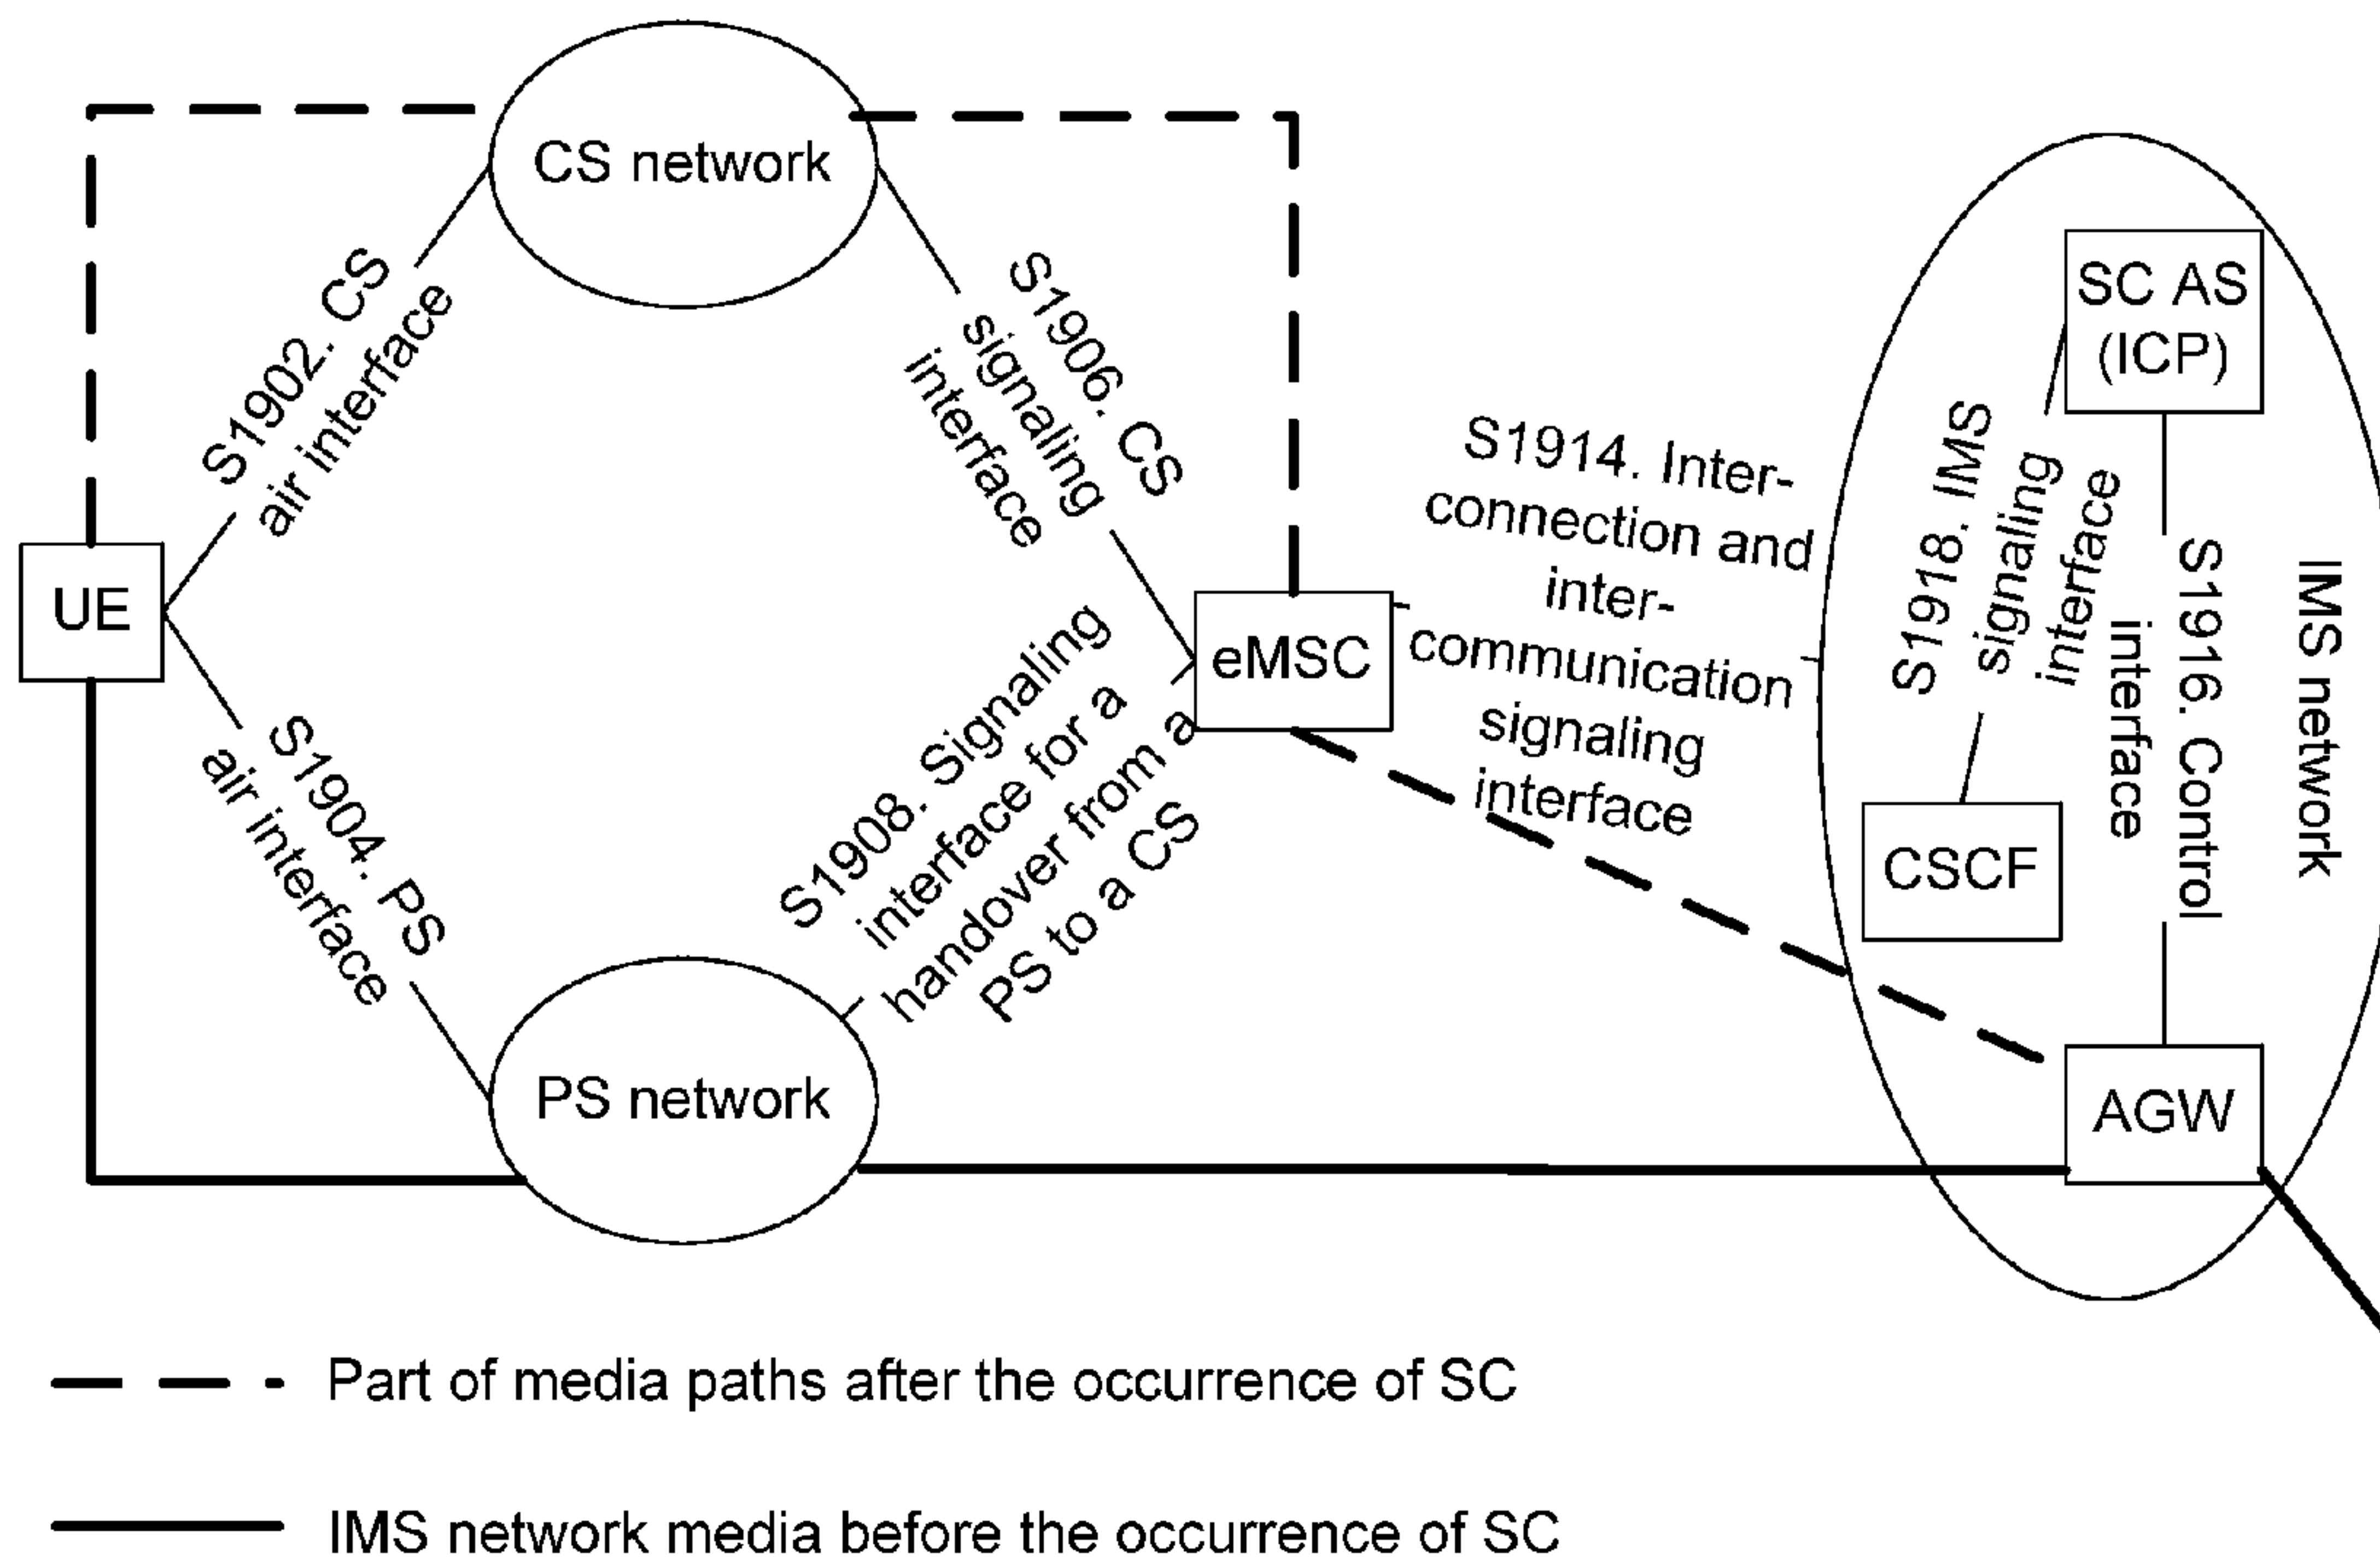 CS network
S1902. CS
air interface
S1906. CS
signaling
interface
UE
eMSC
S1904. PS
air interface
S1908. Signaling
interface for a
handover from a
PS to a CS
PS network
S1914. Inter-
connection and
inter-
communication
signaling
interface
SC AS
(ICP)
S1918. IMS
signaling
interface
S1916. Control
interface
IMS network
CSCF
AGW
Part of media paths after the occurrence of SC
IMS network media before the occurrence of SC